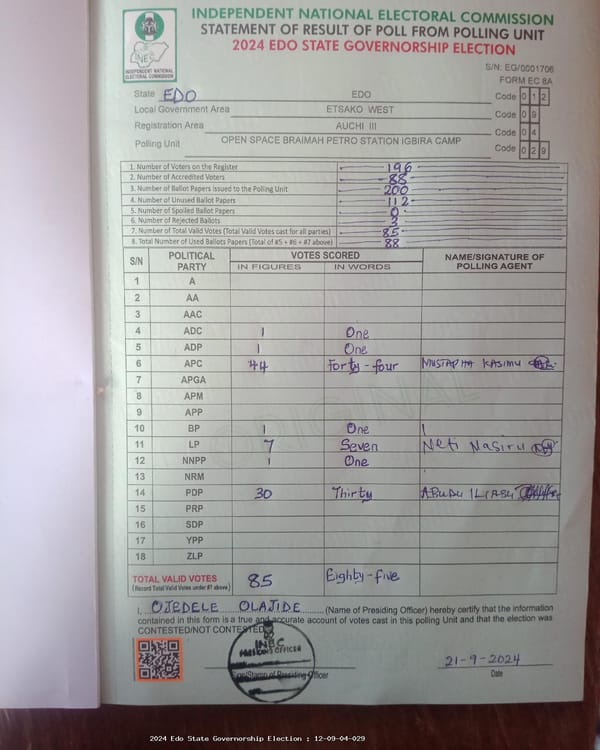 INDEPENDENT NATIONAL ELECTORAL COMMISSION
STATEMENT OF RESULT OF POLL FROM POLLING UNIT
2024 EDO STATE GOVERNORSHIP ELECTION
INEC
INDEPENDENT NATIONAL
ELECTORAL COMMISSION
S/N: EG/0001706
FORM EC 8A
State EDO EDO Code 0 1 2
Local Government Area ETSAKO WEST Code 0 9
Registration Area AUCHI III Code 0 4
Polling Unit OPEN SPACE BRAIMAH PETRO STATION IGBIRA CAMP Code 0 2 9
1. Number of Voters on the Register 196
2. Number of Accredited Voters 88
3. Number of Ballot Papers Issued to the Polling Unit 200
4. Number of Unused Ballot Papers 112
5. Number of Spoiled Ballot Papers 0
6. Number of Rejected Ballots 3
7. Number of Total Valid Votes (Total Valid Votes cast for all parties) 85
8. Total Number of Used Ballots Papers (Total of #5 + #6 + #7 above) 88
S/N POLITICAL PARTY VOTES SCORED NAME/SIGNATURE OF POLLING AGENT
IN FIGURES IN WORDS
1 A
2 AA
3 AAC
4 ADC 1 One
5 ADP 1 One
6 APC 44 Forty-four MUSTAPHA KASIMU
7 APGA
8 APM
9 APP
10 BP 1 One
11 LP 7 Seven Neti Nasiru
12 NNPP 1 One
13 NRM
14 PDP 30 Thirty ABUDU ILIASU
15 PRP
16 SDP
17 YPP
18 ZLP
ORIGINAL
TOTAL VALID VOTES 85 Eighty-five
(Record Total Valid Votes under #7 above)
I, OJEDELE OLAJIDE (Name of Presiding Officer) hereby certify that the information
contained in this form is a true and accurate account of votes cast in this polling Unit and that the election was
CONTESTED/NOT CONTESTED
INEC
PRESIDING OFFICER
21-9-2024
Sign/Stamp of Presiding Officer Date
2024 Edo State Governorship Election : 12-09-04-029